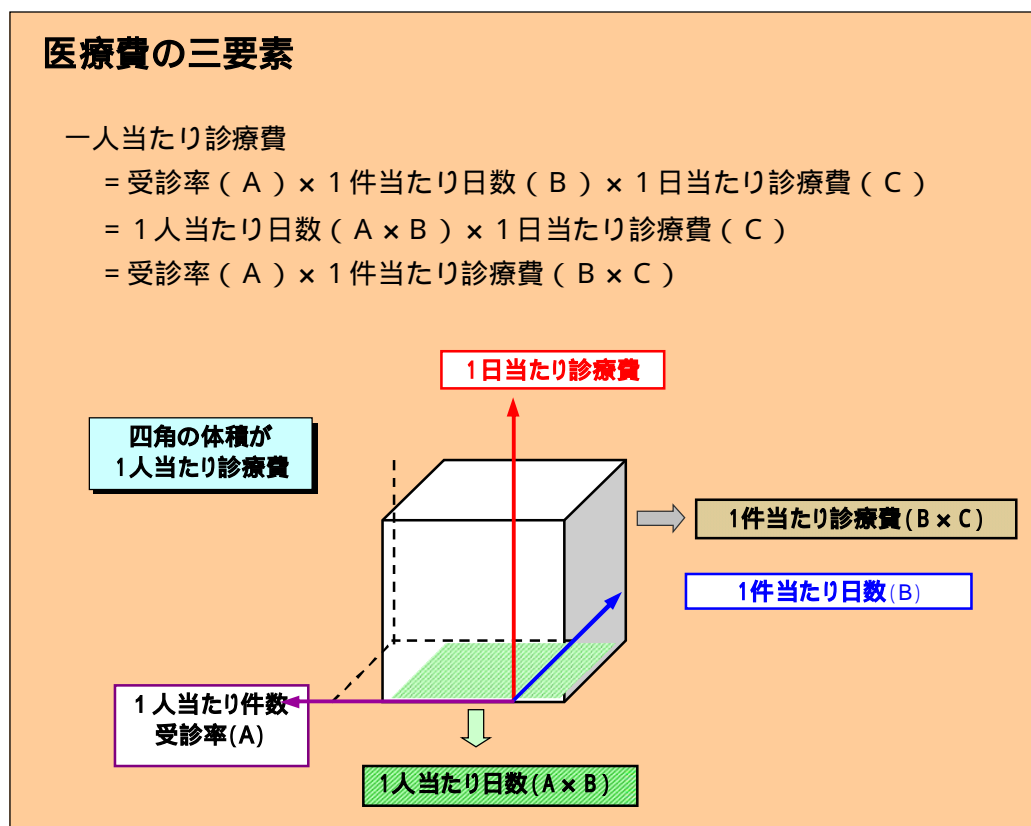 医療費の三要素
一人当たり診療費
=受診率(A)×1件当たり日数(B)×1日当たり診療費(C)
=1人当たり日数(A×B)×1日当たり診療費(C)
=受診率(A)×1件当たり診療費(B×C)
1日当たり診療費
四角の体積が
1人当たり診療費
1件当たり診療費(B×C)
1件当たり日数(B)
1人当たり件数
受診率(A)
1人当たり日数(A×B)